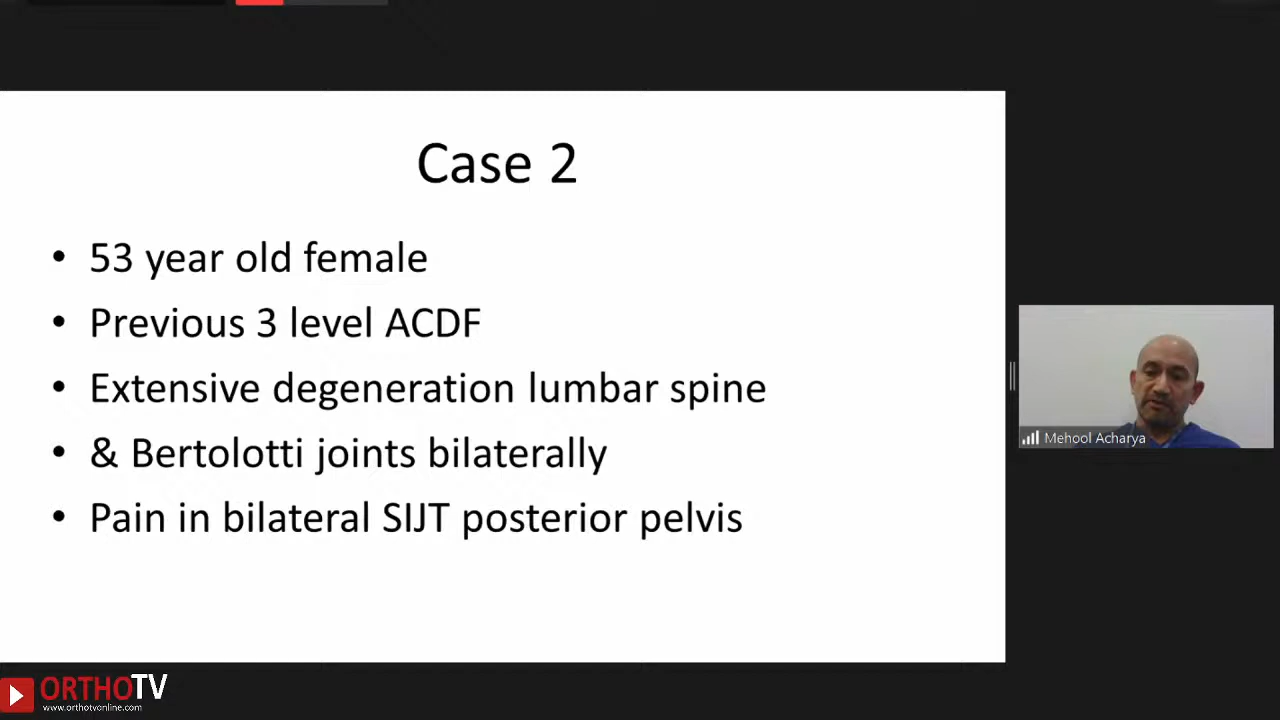 Case 2
• 53 year old female
• Previous 3 level ACDF
• Extensive degeneration lumbar spine
• & Bertolotti joints bilaterally
• Pain in bilateral SIJT posterior pelvis
Mehool Acharya
ORTHOTV
www.orthotvonline.com